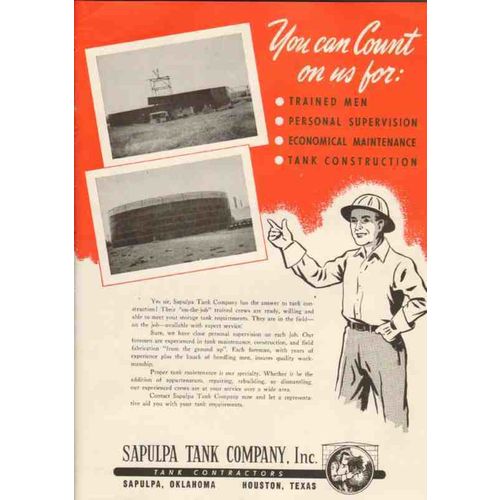 You can Count
on us for:
TRAINED MEN
PERSONAL SUPERVISION
ECONOMICAL MAINTENANCE
TANK CONSTRUCTION
Yes sir, Sapulpa Tank Company has the answer to tank con-
struction! Their "on-the-job" trained crews are ready, willing and
able to meet your storage tank requirements. They are in the field—
on the job—available with expert service!
Sure, we have close personal supervision on each job. Our
foremen are experienced in tank maintenance, construction, and field
fabrication "from the ground up". Each foreman, with years of
experience plus the knack of handling men, insures quality work-
manship.
Proper tank maintenance is our specialty. Whether it be the
addition of appurtenances, repairing, rebuilding, or dismantling
our experienced crews are at your service over a wide area.
Contact Sapulpa Tank Company now and let a representa-
tive aid you with your tank requirements.
SAPULPA TANK COMPANY, Inc.
TANK CONTRACTORS
SAPULPA, OKLAHOMA HOUSTON, TEXAS